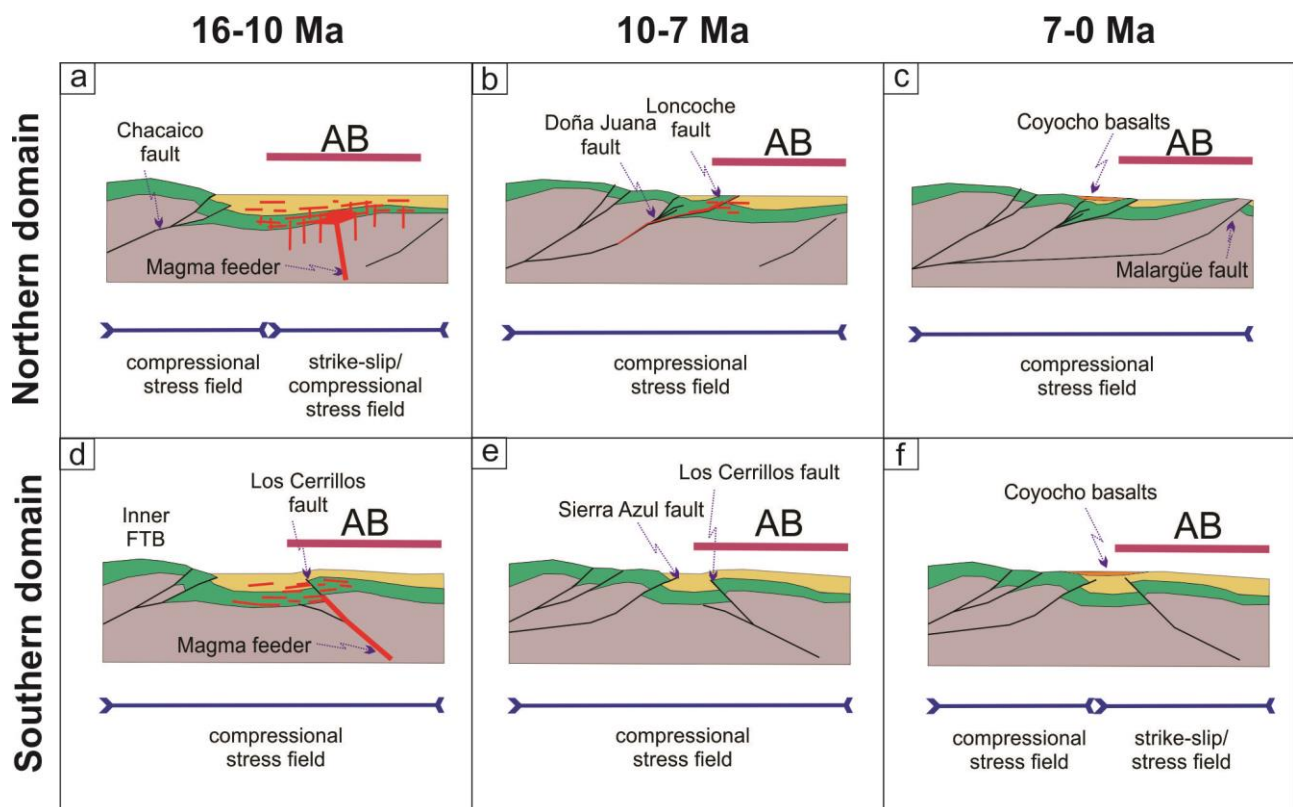 16-10 Ma
10-7 Ma
7-0 Ma
Northern domain
a
Chacaico
fault
AB
Magma feeder
compressional
stress field
strike-slip/
compressional
stress field
b
Doña Juana
fault
Loncoche
fault
AB
compressional
stress field
c
Coyocho basalts
AB
Malargüe fault
compressional
stress field
Southern domain
d
Inner
FTB
Los Cerrillos
fault
AB
Magma feeder
compressional
stress field
e
Sierra Azul fault
Los Cerrillos fault
AB
compressional
stress field
f
Coyocho basalts
AB
compressional
stress field
strike-slip/
stress field